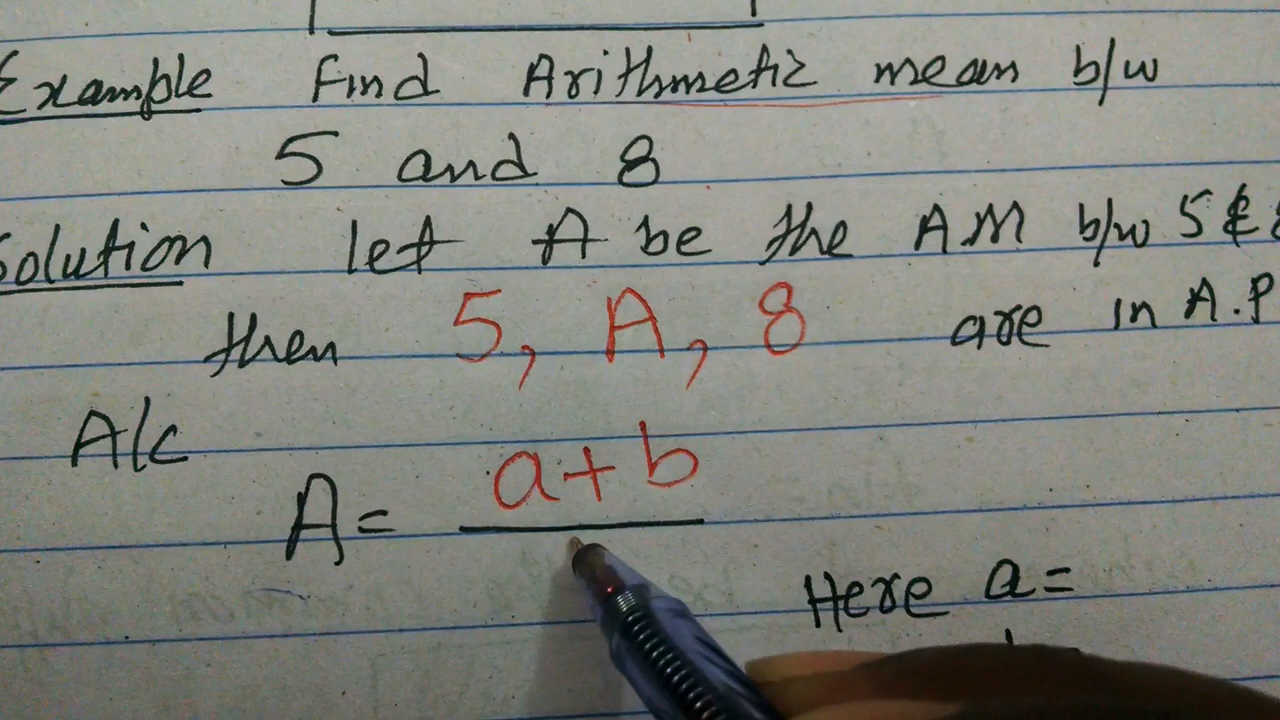 Example Find Arithmetic mean b/w
5 and 8
Solution let A be the AM b/w 5 &
then 5, A, 8 are in A.P
A/c
A = a+b
Here a=